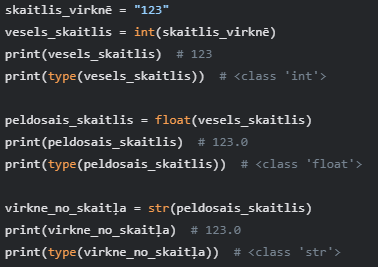 skaitlis_virknē = "123"
vesels_skaitlis = int(skaitlis_virknē)
print(vesels_skaitlis)  # 123
print(type(vesels_skaitlis))  # <class 'int'>

peldosais_skaitlis = float(vesels_skaitlis)
print(peldosais_skaitlis)  # 123.0
print(type(peldosais_skaitlis))  # <class 'float'>

virkne_no_skaitļa = str(peldosais_skaitlis)
print(virkne_no_skaitļa)  # 123.0
print(type(virkne_no_skaitļa))  # <class 'str'>